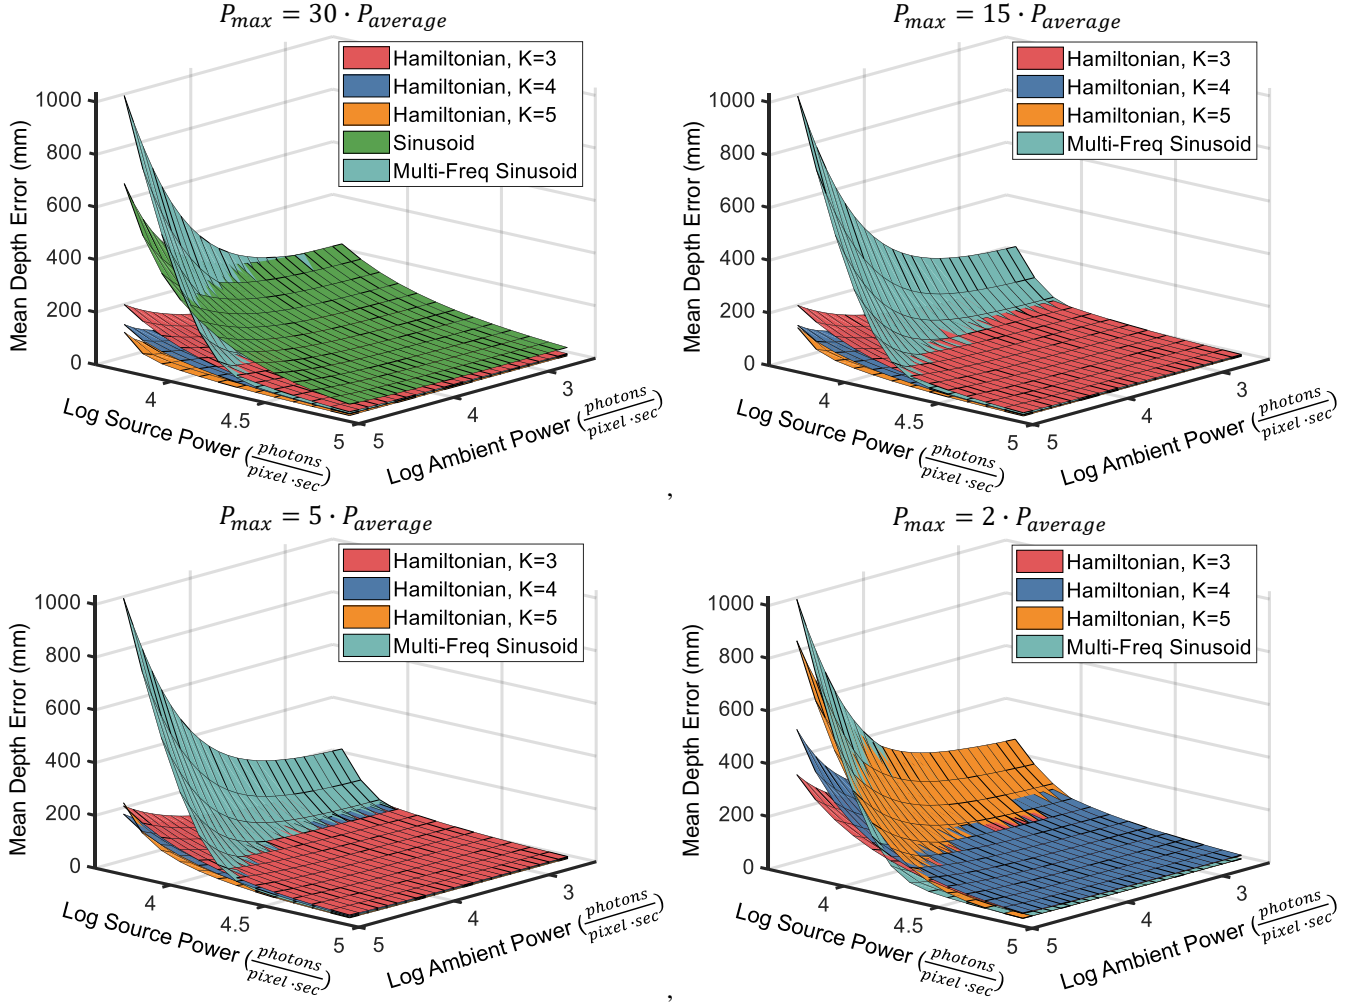 P_max = 30 · P_average
Hamiltonian, K=3
Hamiltonian, K=4
Hamiltonian, K=5
Sinusoid
Multi-Freq Sinusoid
Mean Depth Error (mm)
1000
800
600
400
200
0
4
4.5
5
Log Source Power (photons / pixel·sec)
5
4
3
Log Ambient Power (photons / pixel·sec)
,
P_max = 15 · P_average
Hamiltonian, K=3
Hamiltonian, K=4
Hamiltonian, K=5
Multi-Freq Sinusoid
Mean Depth Error (mm)
1000
800
600
400
200
0
4
4.5
5
Log Source Power (photons / pixel·sec)
5
4
3
Log Ambient Power (photons / pixel·sec)
P_max = 5 · P_average
Hamiltonian, K=3
Hamiltonian, K=4
Hamiltonian, K=5
Multi-Freq Sinusoid
Mean Depth Error (mm)
1000
800
600
400
200
0
4
4.5
5
Log Source Power (photons / pixel·sec)
5
4
3
Log Ambient Power (photons / pixel·sec)
,
P_max = 2 · P_average
Hamiltonian, K=3
Hamiltonian, K=4
Hamiltonian, K=5
Multi-Freq Sinusoid
Mean Depth Error (mm)
1000
800
600
400
200
0
4
4.5
5
Log Source Power (photons / pixel·sec)
5
4
3
Log Ambient Power (photons / pixel·sec)